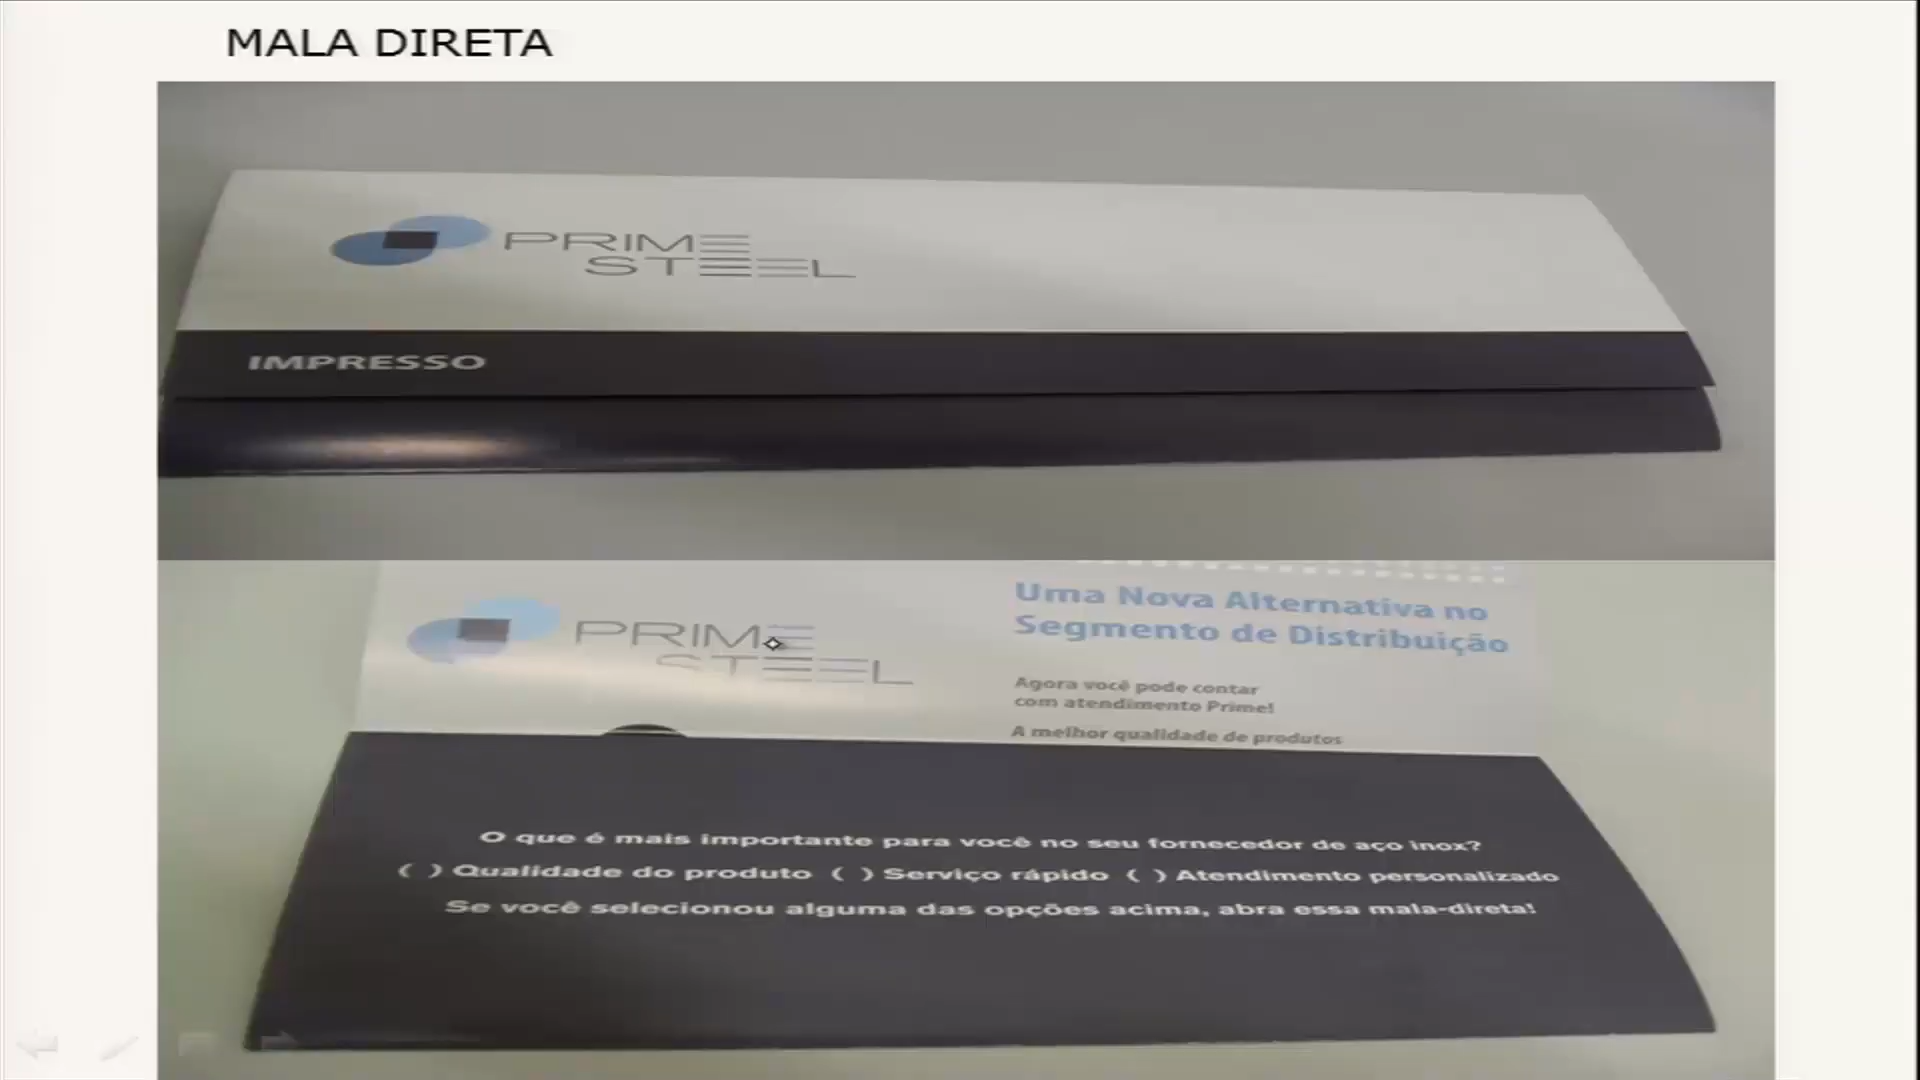 MALA DIRETA
PRIME
STEEL
IMPRESSO
PRIME
STEEL
Uma Nova Alternativa no
Segmento de Distribuição
Agora você pode contar
com atendimento Prime!
A melhor qualidade de produtos
O que é mais importante para você no seu fornecedor de aço inox?
( ) Qualidade do produto ( ) Serviço rápido ( ) Atendimento personalizado
Se você selecionou alguma das opções acima, abra essa mala-direta!